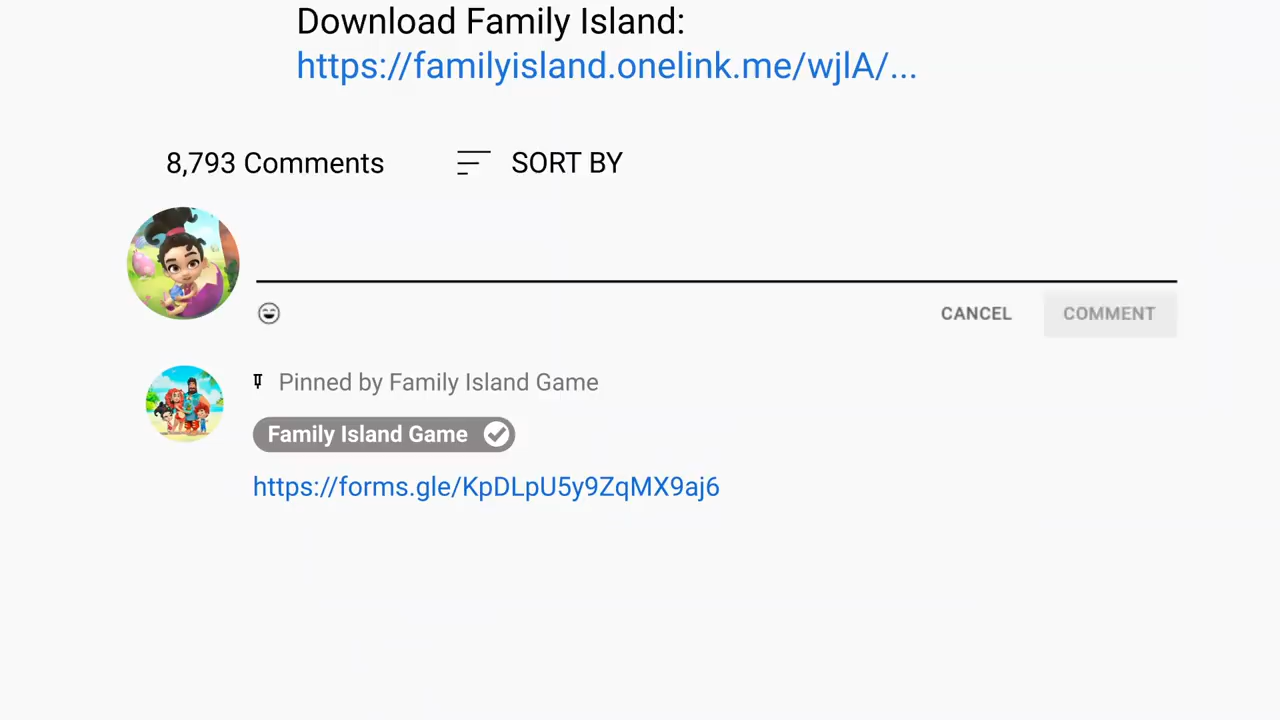 Download Family Island:
https://familyisland.onelink.me/wjlA/...
8,793 Comments SORT BY
CANCEL COMMENT
Pinned by Family Island Game
Family Island Game
https://forms.gle/KpDLpU5y9ZqMX9aj6